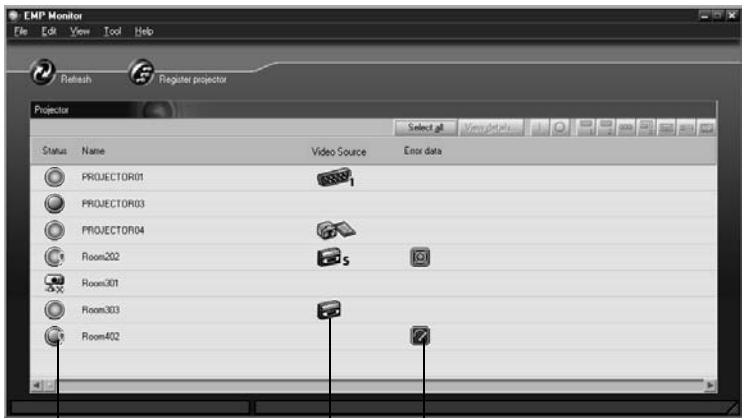 EMP Monitor
File Edit View Tool Help
Refresh Register projector
Projector
Select all View details...
Status Name Video Source Error data
PROJECTOR01 1
PROJECTOR03
PROJECTOR04
Room202 S
Room301
Room303
Room402